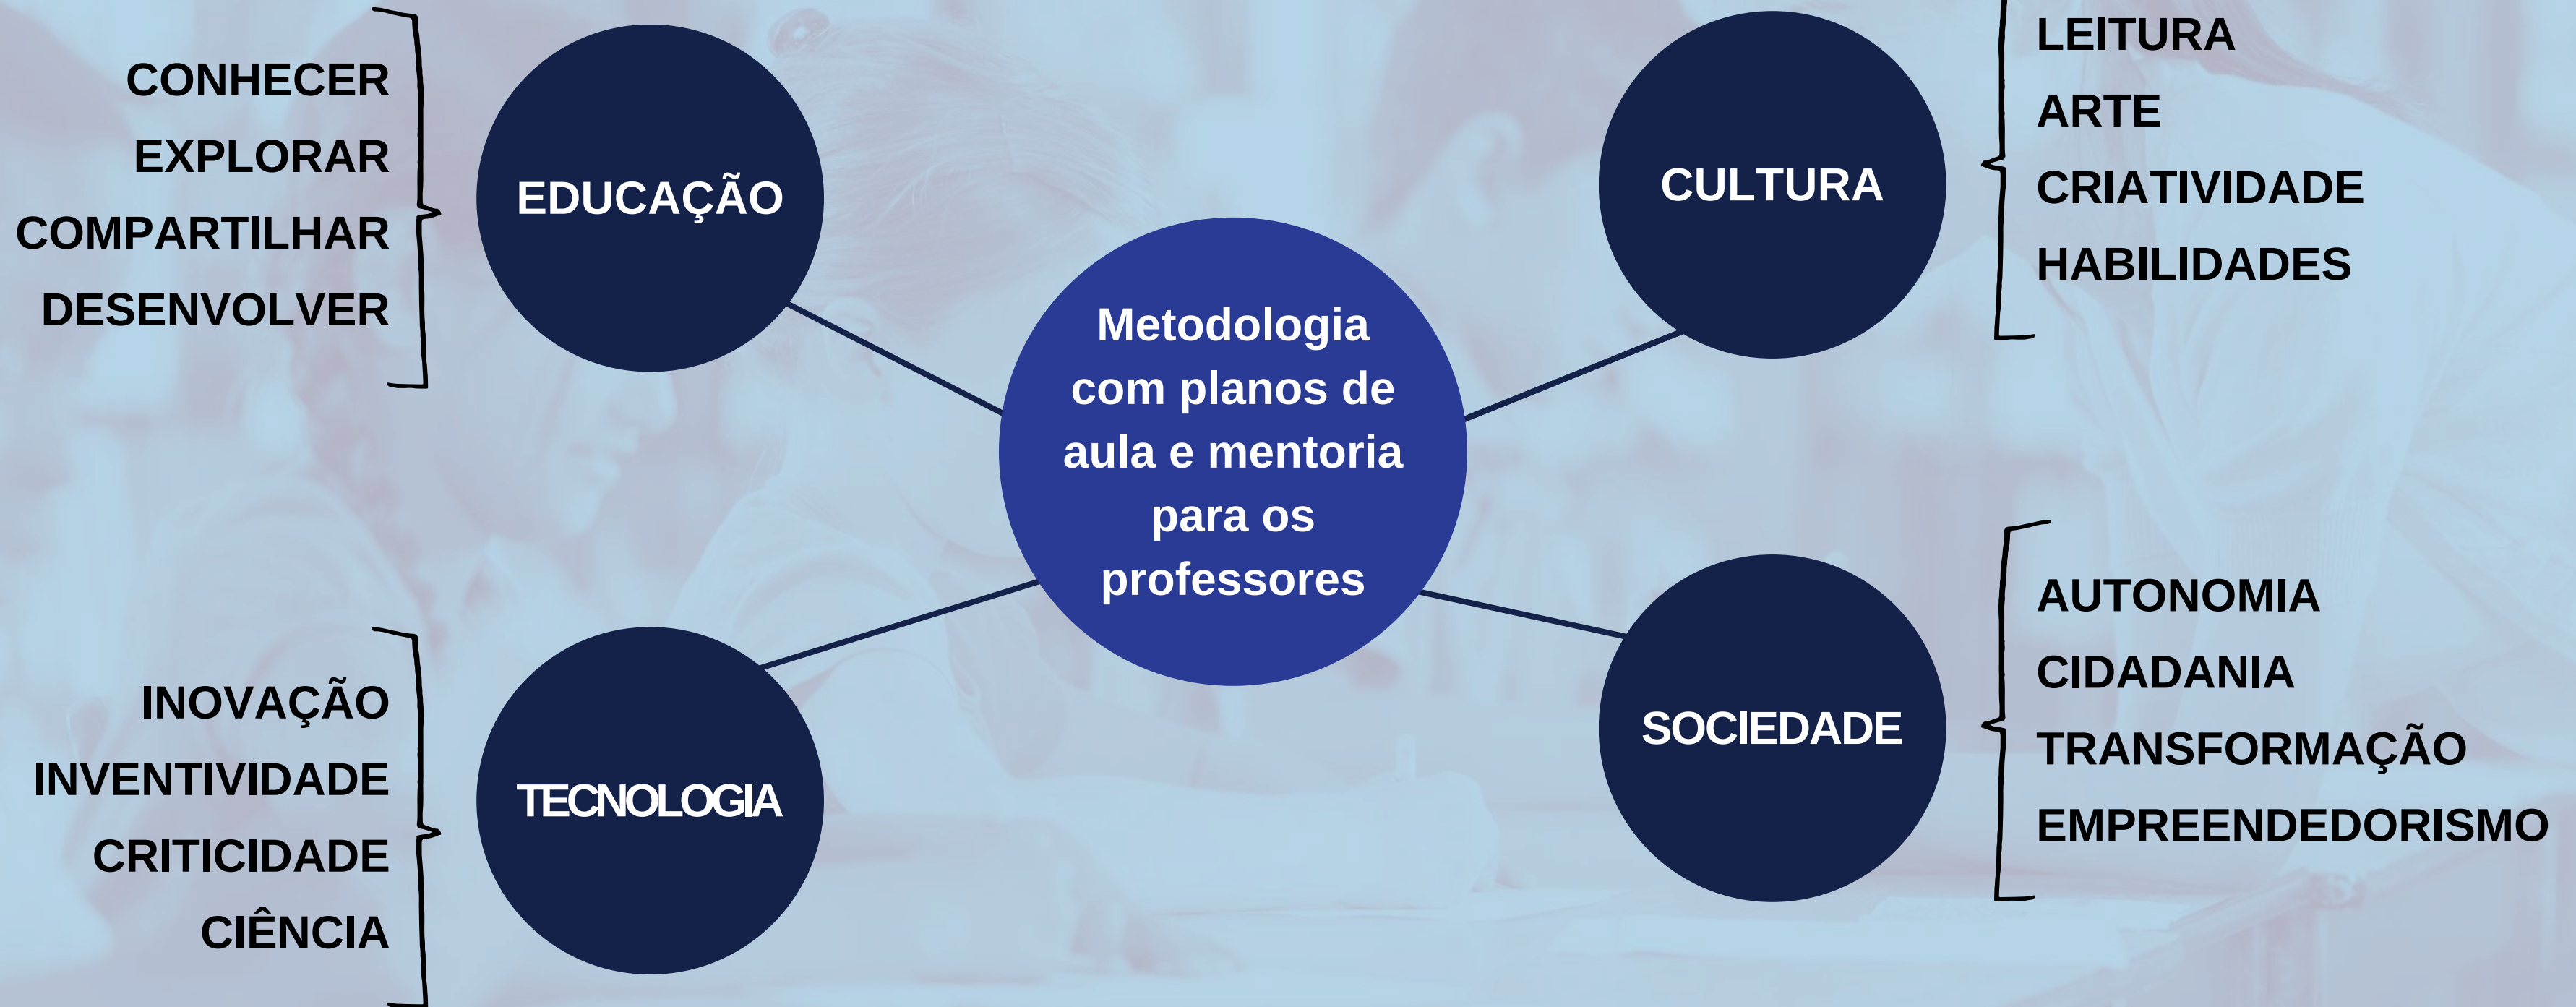 CONHECER
EXPLORAR
COMPARTILHAR
DESENVOLVER
EDUCAÇÃO
CULTURA
LEITURA
ARTE
CRIATIVIDADE
HABILIDADES
Metodologia
com planos de
aula e mentoria
para os
professores
INOVAÇÃO
INVENTIVIDADE
CRITICIDADE
CIÊNCIA
TECNOLOGIA
SOCIEDADE
AUTONOMIA
CIDADANIA
TRANSFORMAÇÃO
EMPREENDEDORISMO